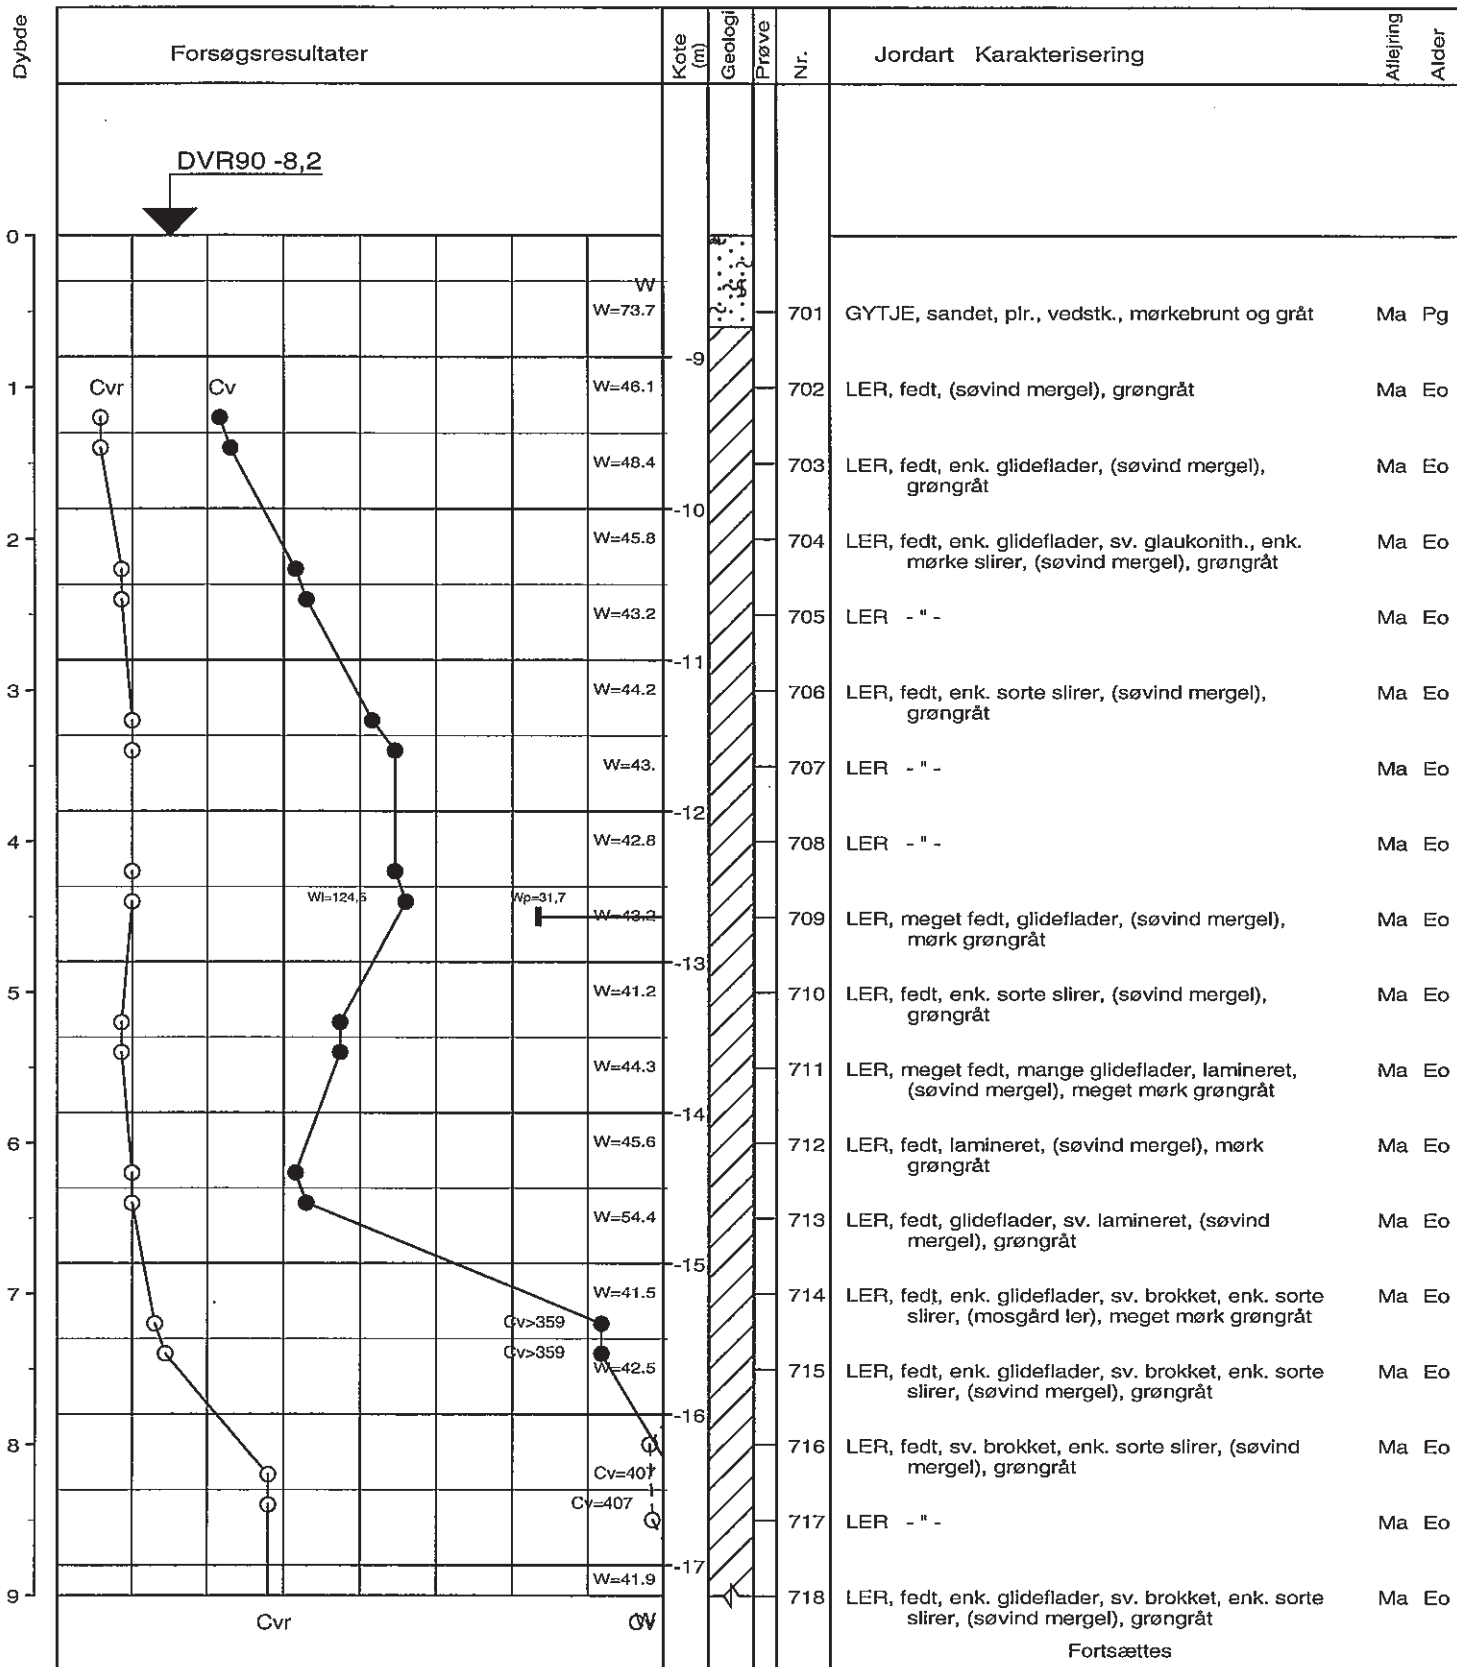 Dybde
Forsøgsresultater
Kote (m)
Geologi
Prøve
Nr.
Jordart Karakterisering
Aflejring
Alder
DVR90 -8,2
0
W
W=73.7
701 GYTJE, sandet, plr., vedstk., mørkebrunt og gråt Ma Pg
-9
1
Cvr
Cv
W=46.1
702 LER, fedt, (søvind mergel), grøngråt Ma Eo
W=48.4
703 LER, fedt, enk. glideflader, (søvind mergel), Ma Eo
grøngråt
-10
2
W=45.8
704 LER, fedt, enk. glideflader, sv. glaukonith., enk. Ma Eo
mørke slirer, (søvind mergel), grøngråt
W=43.2
705 LER - " - Ma Eo
-11
3
W=44.2
706 LER, fedt, enk. sorte slirer, (søvind mergel), Ma Eo
grøngråt
W=43.
707 LER - " - Ma Eo
-12
4
W=42.8
708 LER - " - Ma Eo
Wl=124,5
Wp=31,7
W=43.2
709 LER, meget fedt, glideflader, (søvind mergel), Ma Eo
mørk grøngråt
-13
5
W=41.2
710 LER, fedt, enk. sorte slirer, (søvind mergel), Ma Eo
grøngråt
W=44.3
711 LER, meget fedt, mange glideflader, lamineret, Ma Eo
(søvind mergel), meget mørk grøngråt
-14
6
W=45.6
712 LER, fedt, lamineret, (søvind mergel), mørk Ma Eo
grøngråt
W=54.4
713 LER, fedt, glideflader, sv. lamineret, (søvind Ma Eo
mergel), grøngråt
-15
7
W=41.5
714 LER, fedt, enk. glideflader, sv. brokket, enk. sorte Ma Eo
slirer, (mosgård ler), meget mørk grøngråt
Cv>359
Cv>359
W=42.5
715 LER, fedt, enk. glideflader, sv. brokket, enk. sorte Ma Eo
slirer, (søvind mergel), grøngråt
-16
8
716 LER, fedt, sv. brokket, enk. sorte slirer, (søvind Ma Eo
mergel), grøngråt
Cv=407
Cv=407
717 LER - " - Ma Eo
-17
W=41.9
9
718 LER, fedt, enk. glideflader, sv. brokket, enk. sorte Ma Eo
slirer, (søvind mergel), grøngråt
Cvr
Fortsættes